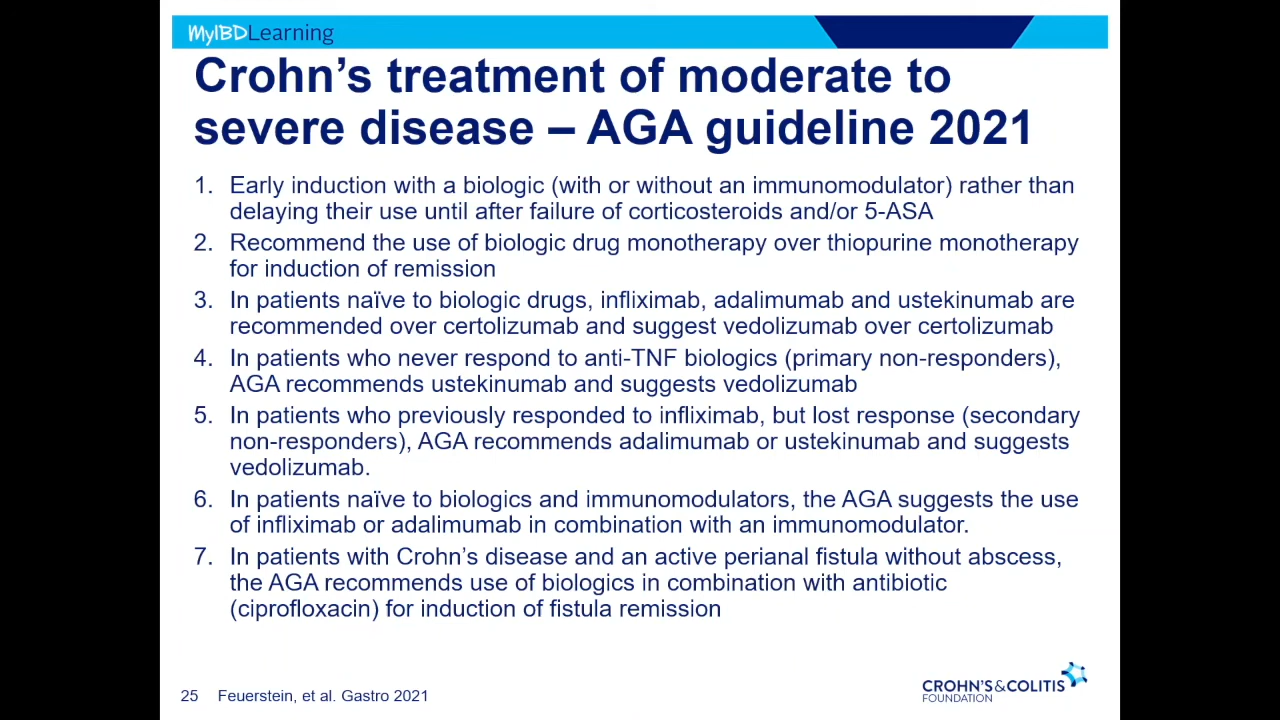 MyIBDLearning
Crohn’s treatment of moderate to
severe disease – AGA guideline 2021
1. Early induction with a biologic (with or without an immunomodulator) rather than
delaying their use until after failure of corticosteroids and/or 5-ASA
2. Recommend the use of biologic drug monotherapy over thiopurine monotherapy
for induction of remission
3. In patients naïve to biologic drugs, infliximab, adalimumab and ustekinumab are
recommended over certolizumab and suggest vedolizumab over certolizumab
4. In patients who never respond to anti-TNF biologics (primary non-responders),
AGA recommends ustekinumab and suggests vedolizumab
5. In patients who previously responded to infliximab, but lost response (secondary
non-responders), AGA recommends adalimumab or ustekinumab and suggests
vedolizumab.
6. In patients naïve to biologics and immunomodulators, the AGA suggests the use
of infliximab or adalimumab in combination with an immunomodulator.
7. In patients with Crohn’s disease and an active perianal fistula without abscess,
the AGA recommends use of biologics in combination with antibiotic
(ciprofloxacin) for induction of fistula remission
25 Feuerstein, et al. Gastro 2021
CROHN’S&COLITIS
FOUNDATION